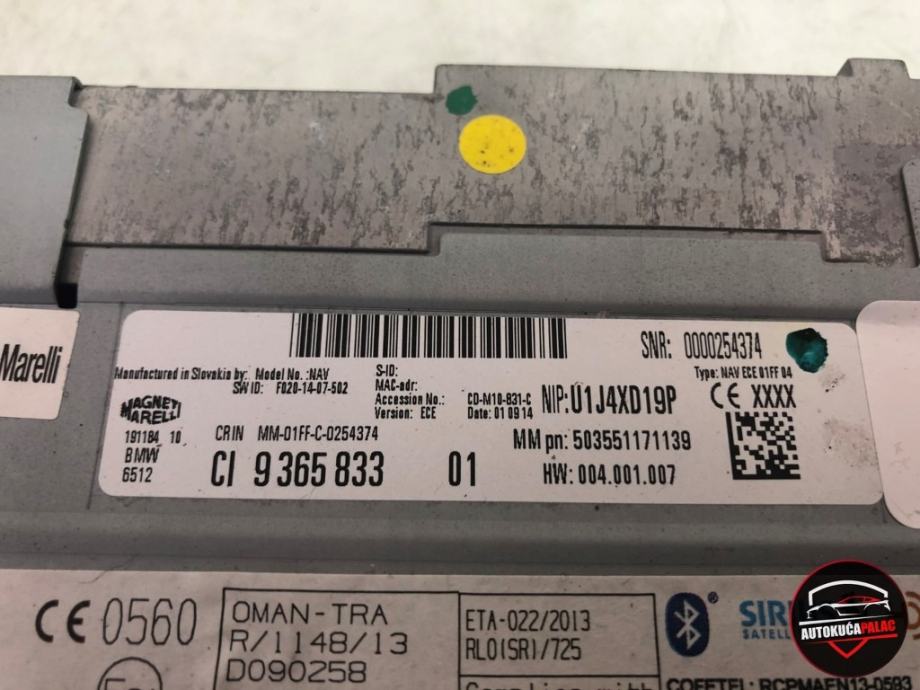 Marelli
SNR: 0000254374
Manufactured in Slovakia by:
Model No.:NAV
SW ID: F020-14-07-502
S-ID:
MAC-adr:
Accession No.: CD-M10-831-C
Version: ECE Date: 01 09 14
NIP:U1J4XD19P
Type: NAV ECE 01FF 04
CE XXXX
MAGNETI
MARELLI
191184 10
BMW
6512
CRIN MM-01FF-C-0254374
CI 9 365 833 01
MM pn: 503551171139
HW: 004.001.007
CE 0560
OMAN-TRA
R/1148/13
D090258
ETA-022/2013
RLO(SR)/725
SATELL
AUTOKUĆA PALAC